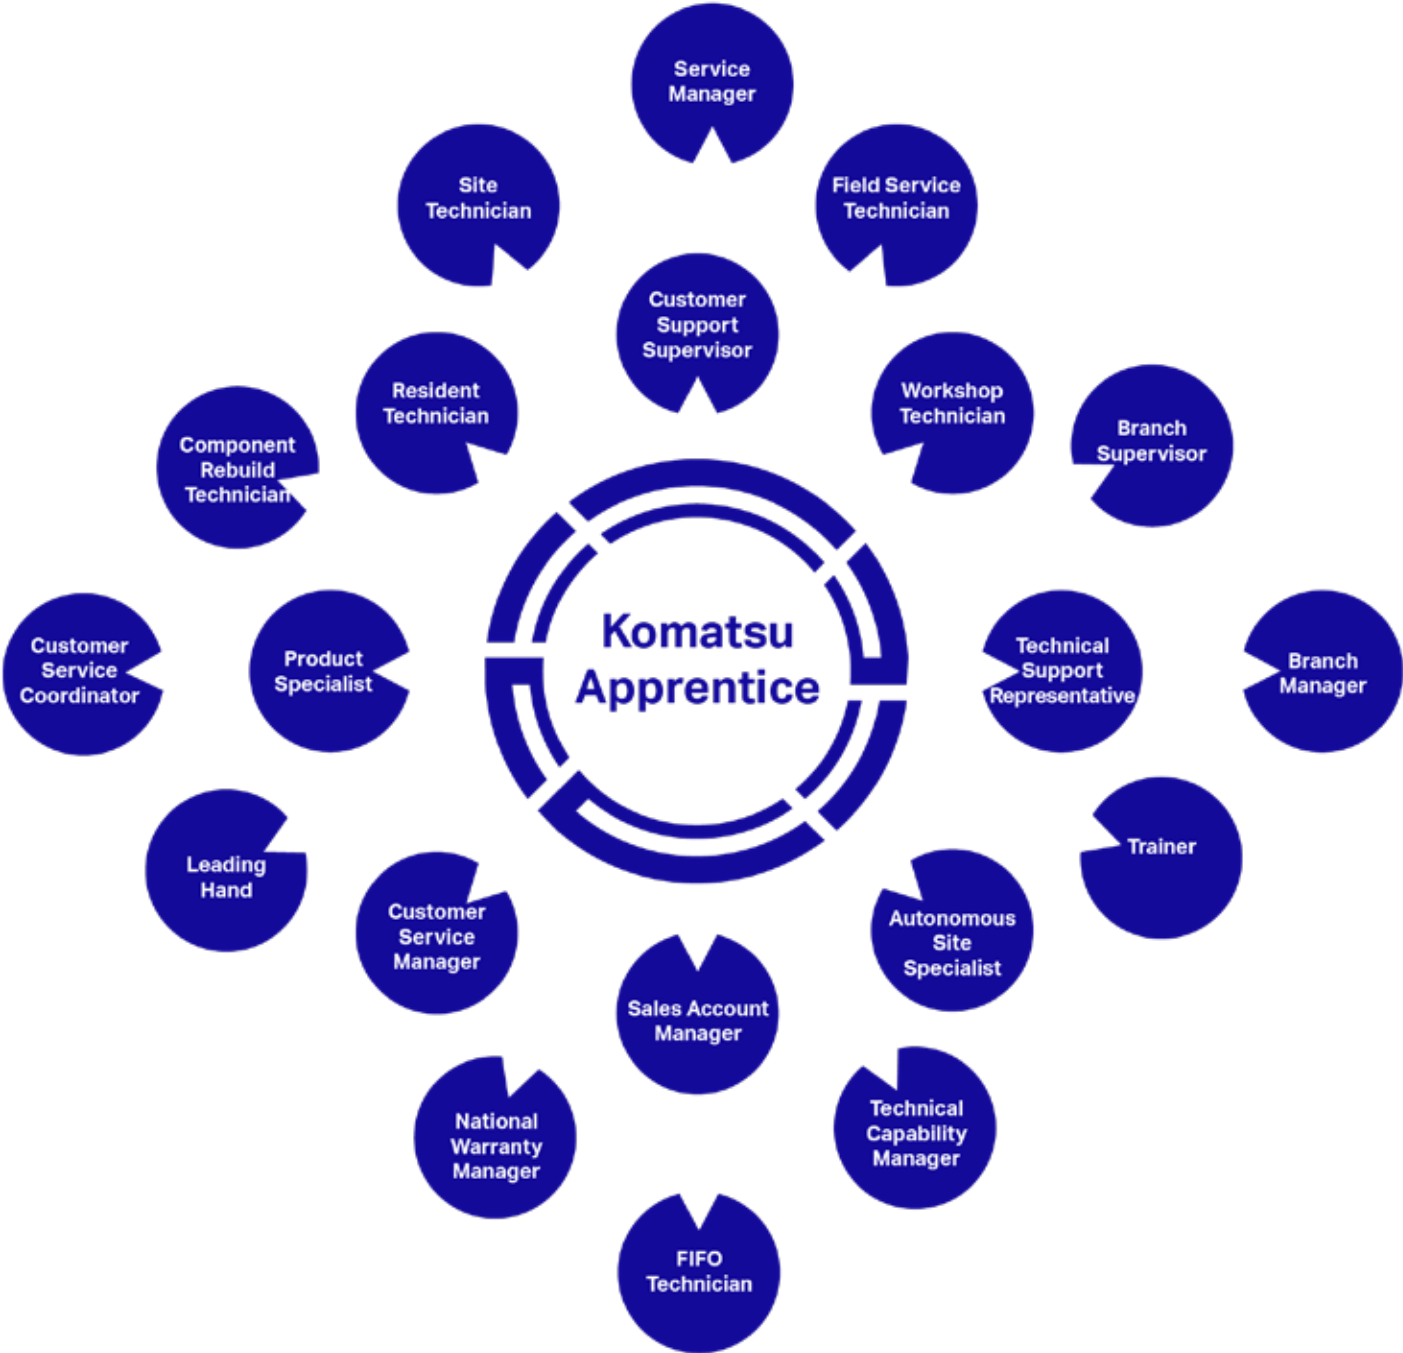 Service
Manager
Site
Technician
Field Service
Technician
Customer
Support
Supervisor
Resident
Technician
Workshop
Technician
Component
Rebuild
Technician
Branch
Supervisor
Komatsu
Apprentice
Customer
Service
Coordinator
Product
Specialist
Technical
Support
Representative
Branch
Manager
Leading
Hand
Trainer
Customer
Service
Manager
Autonomous
Site
Specialist
Sales Account
Manager
National
Warranty
Manager
Technical
Capability
Manager
FIFO
Technician